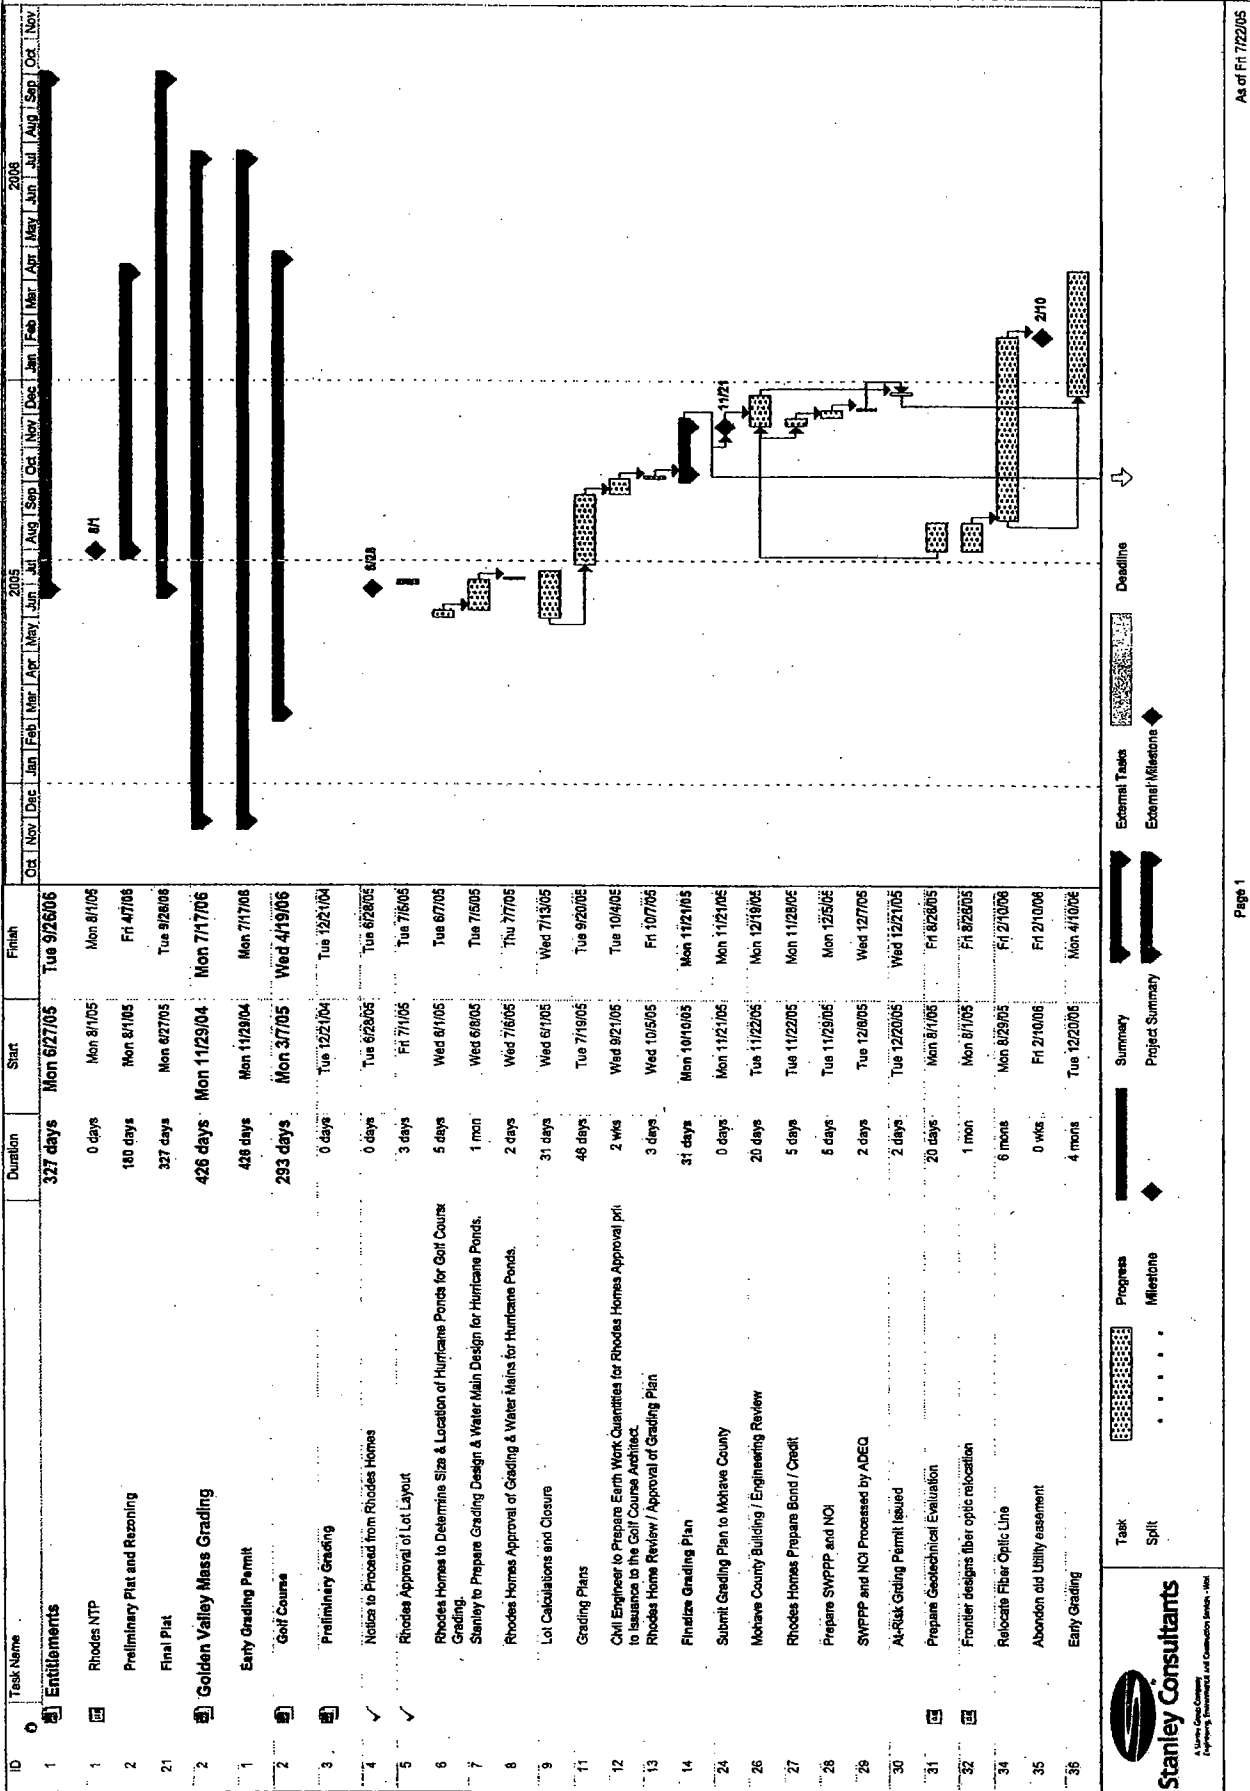 ID Task Name Duration Start Finish
2005 2006
Oct Nov Dec Jan Feb Mar Apr May Jun Jul Aug Sep Oct Nov Dec Jan Feb Mar Apr May Jun Jul Aug Sep Oct Nov
1 Entitlements 327 days Mon 6/27/05 Tue 9/26/06
1 Rhodes NTP 0 days Mon 8/1/05 Mon 8/1/05 8/1
2 Preliminary Plat and Rezoning 180 days Mon 8/1/05 Fri 4/7/06
21 Final Plat 327 days Mon 6/27/05 Tue 9/26/06
2 Golden Valley Mass Grading 426 days Mon 11/29/04 Mon 7/17/06
1 Early Grading Permit 426 days Mon 11/29/04 Mon 7/17/06
2 Golf Course 293 days Mon 3/7/05 Wed 4/19/06
3 Preliminary Grading 0 days Tue 12/21/04 Tue 12/21/04
4 Notice to Proceed from Rhodes Homes 0 days Tue 6/28/05 Tue 6/28/05 6/28
5 Rhodes Approval of Lot Layout 3 days Fri 7/1/05 Tue 7/5/05
6 Rhodes Homes to Determine Size & Location of Hurricane Ponds for Golf Course 5 days Wed 6/1/05 Tue 6/7/05
Grading.
7 Stanley to Prepare Grading Design & Water Main Design for Hurricane Ponds. 1 mon Wed 6/8/05 Tue 7/5/05
8 Rhodes Homes Approval of Grading & Water Mains for Hurricane Ponds. 2 days Wed 7/6/05 Thu 7/7/05
9 Lot Calculations and Closure 31 days Wed 6/1/05 Wed 7/13/05
11 Grading Plans 46 days Tue 7/19/05 Tue 9/20/05
12 Civil Engineer to Prepare Earth Work Quantities for Rhodes Homes Approval pri 2 wks Wed 9/21/05 Tue 10/4/05
to Issuance to the Golf Course Architect.
13 Rhodes Home Review / Approval of Grading Plan 3 days Wed 10/5/05 Fri 10/7/05
14 Finalize Grading Plan 31 days Mon 10/10/05 Mon 11/21/05
24 Submit Grading Plan to Mohave County 0 days Mon 11/21/05 Mon 11/21/05 11/21
26 Mohave County Building / Engineering Review 20 days Tue 11/22/05 Mon 12/19/05
27 Rhodes Homes Prepare Bond / Credit 5 days Tue 11/22/05 Mon 11/28/05
28 Prepare SWPPP and NOI 5 days Tue 11/29/05 Mon 12/5/05
29 SWPPP and NOI Processed by ADEQ 2 days Tue 12/6/05 Wed 12/7/05
30 At-Risk Grding Permit Issued 2 days Tue 12/20/05 Wed 12/21/05
31 Prepare Geotechnical Evaluation 20 days Mon 8/1/05 Fri 8/26/05
32 Frontier designs fiber optic relocation 1 mon Mon 8/1/05 Fri 8/26/05
34 Relocate Fiber Optic Line 6 mons Mon 8/29/05 Fri 2/10/06
35 Abondon old Utility easement 0 wks Fri 2/10/06 Fri 2/10/06 2/10
36 Early Grading 4 mons Tue 12/20/05 Mon 4/10/06
Stanley Consultants
A Stanley Group Company
Engineering, Environmental and Construction Services - West
Task Progress Summary External Tasks Deadline
Split Milestone Project Summary External Milestone
Page 1
As of Fri 7/22/05